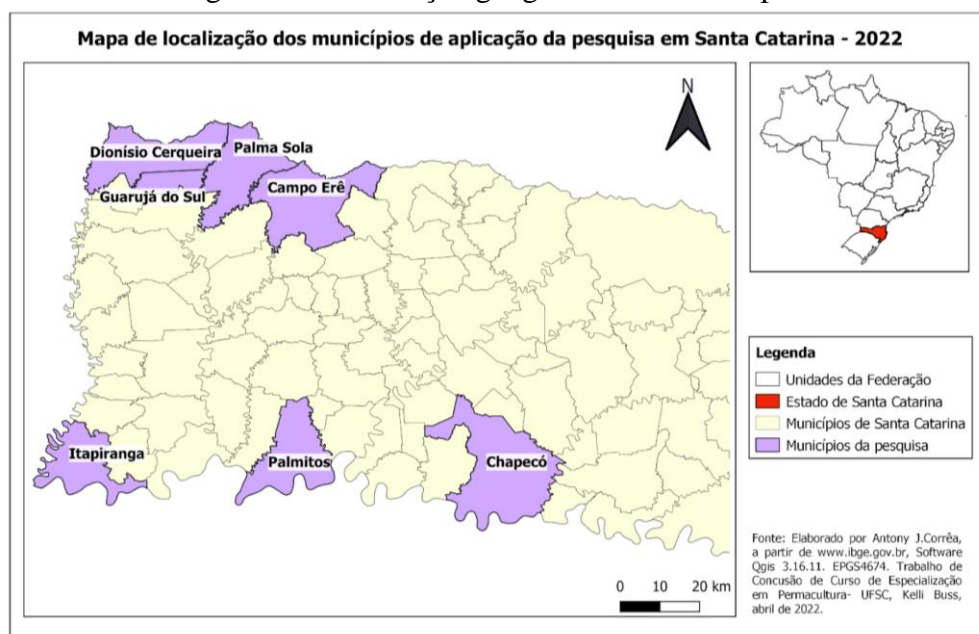 Mapa de localização dos municípios de aplicação da pesquisa em Santa Catarina - 2022
N
Dionísio Cerqueira
Palma Sola
Guarujá do Sul
Campo Erê
Itapiranga
Palmitos
Chapecó
0 10 20 km
Legenda
Unidades da Federação
Estado de Santa Catarina
Municípios de Santa Catarina
Municípios da pesquisa
Fonte: Elaborado por Antony J.Corrêa,
a partir de www.ibge.gov.br, Software
Qgis 3.16.11. EPGS4674. Trabalho de
Concusão de Curso de Especialização
em Permacultura- UFSC, Kelli Buss,
abril de 2022.